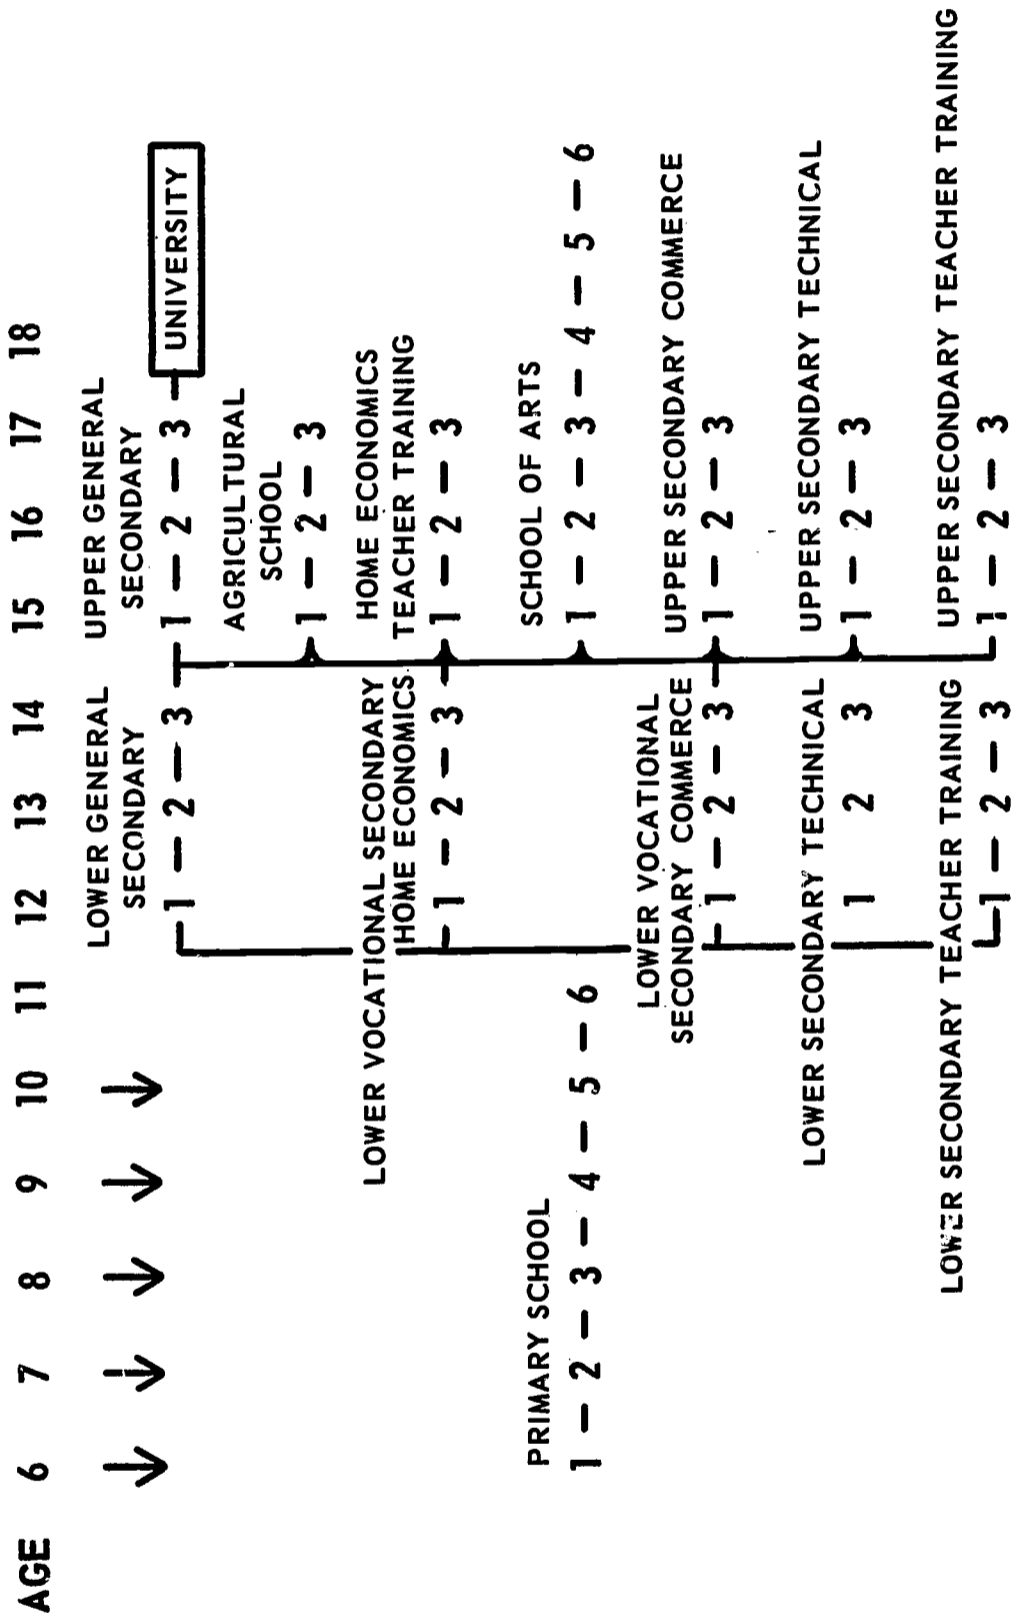 AGE 6 7 8 9 10 11 12 13 14 15 16 17 18
LOWER GENERAL
SECONDARY
1 – 2 – 3
UPPER GENERAL
SECONDARY
1 – 2 – 3
UNIVERSITY
AGRICULTURAL
SCHOOL
1 – 2 – 3
LOWER VOCATIONAL SECONDARY
HOME ECONOMICS
1 – 2 – 3
HOME ECONOMICS
TEACHER TRAINING
1 – 2 – 3
PRIMARY SCHOOL
1 – 2 – 3 – 4 – 5 – 6
SCHOOL OF ARTS
1 – 2 – 3 – 4 – 5 – 6
LOWER VOCATIONAL
SECONDARY COMMERCE
1 – 2 – 3
UPPER SECONDARY COMMERCE
1 – 2 – 3
LOWER SECONDARY TECHNICAL
1 2 3
UPPER SECONDARY TECHNICAL
1 – 2 – 3
LOWER SECONDARY TEACHER TRAINING
1 – 2 – 3
UPPER SECONDARY TEACHER TRAINING
1 – 2 – 3